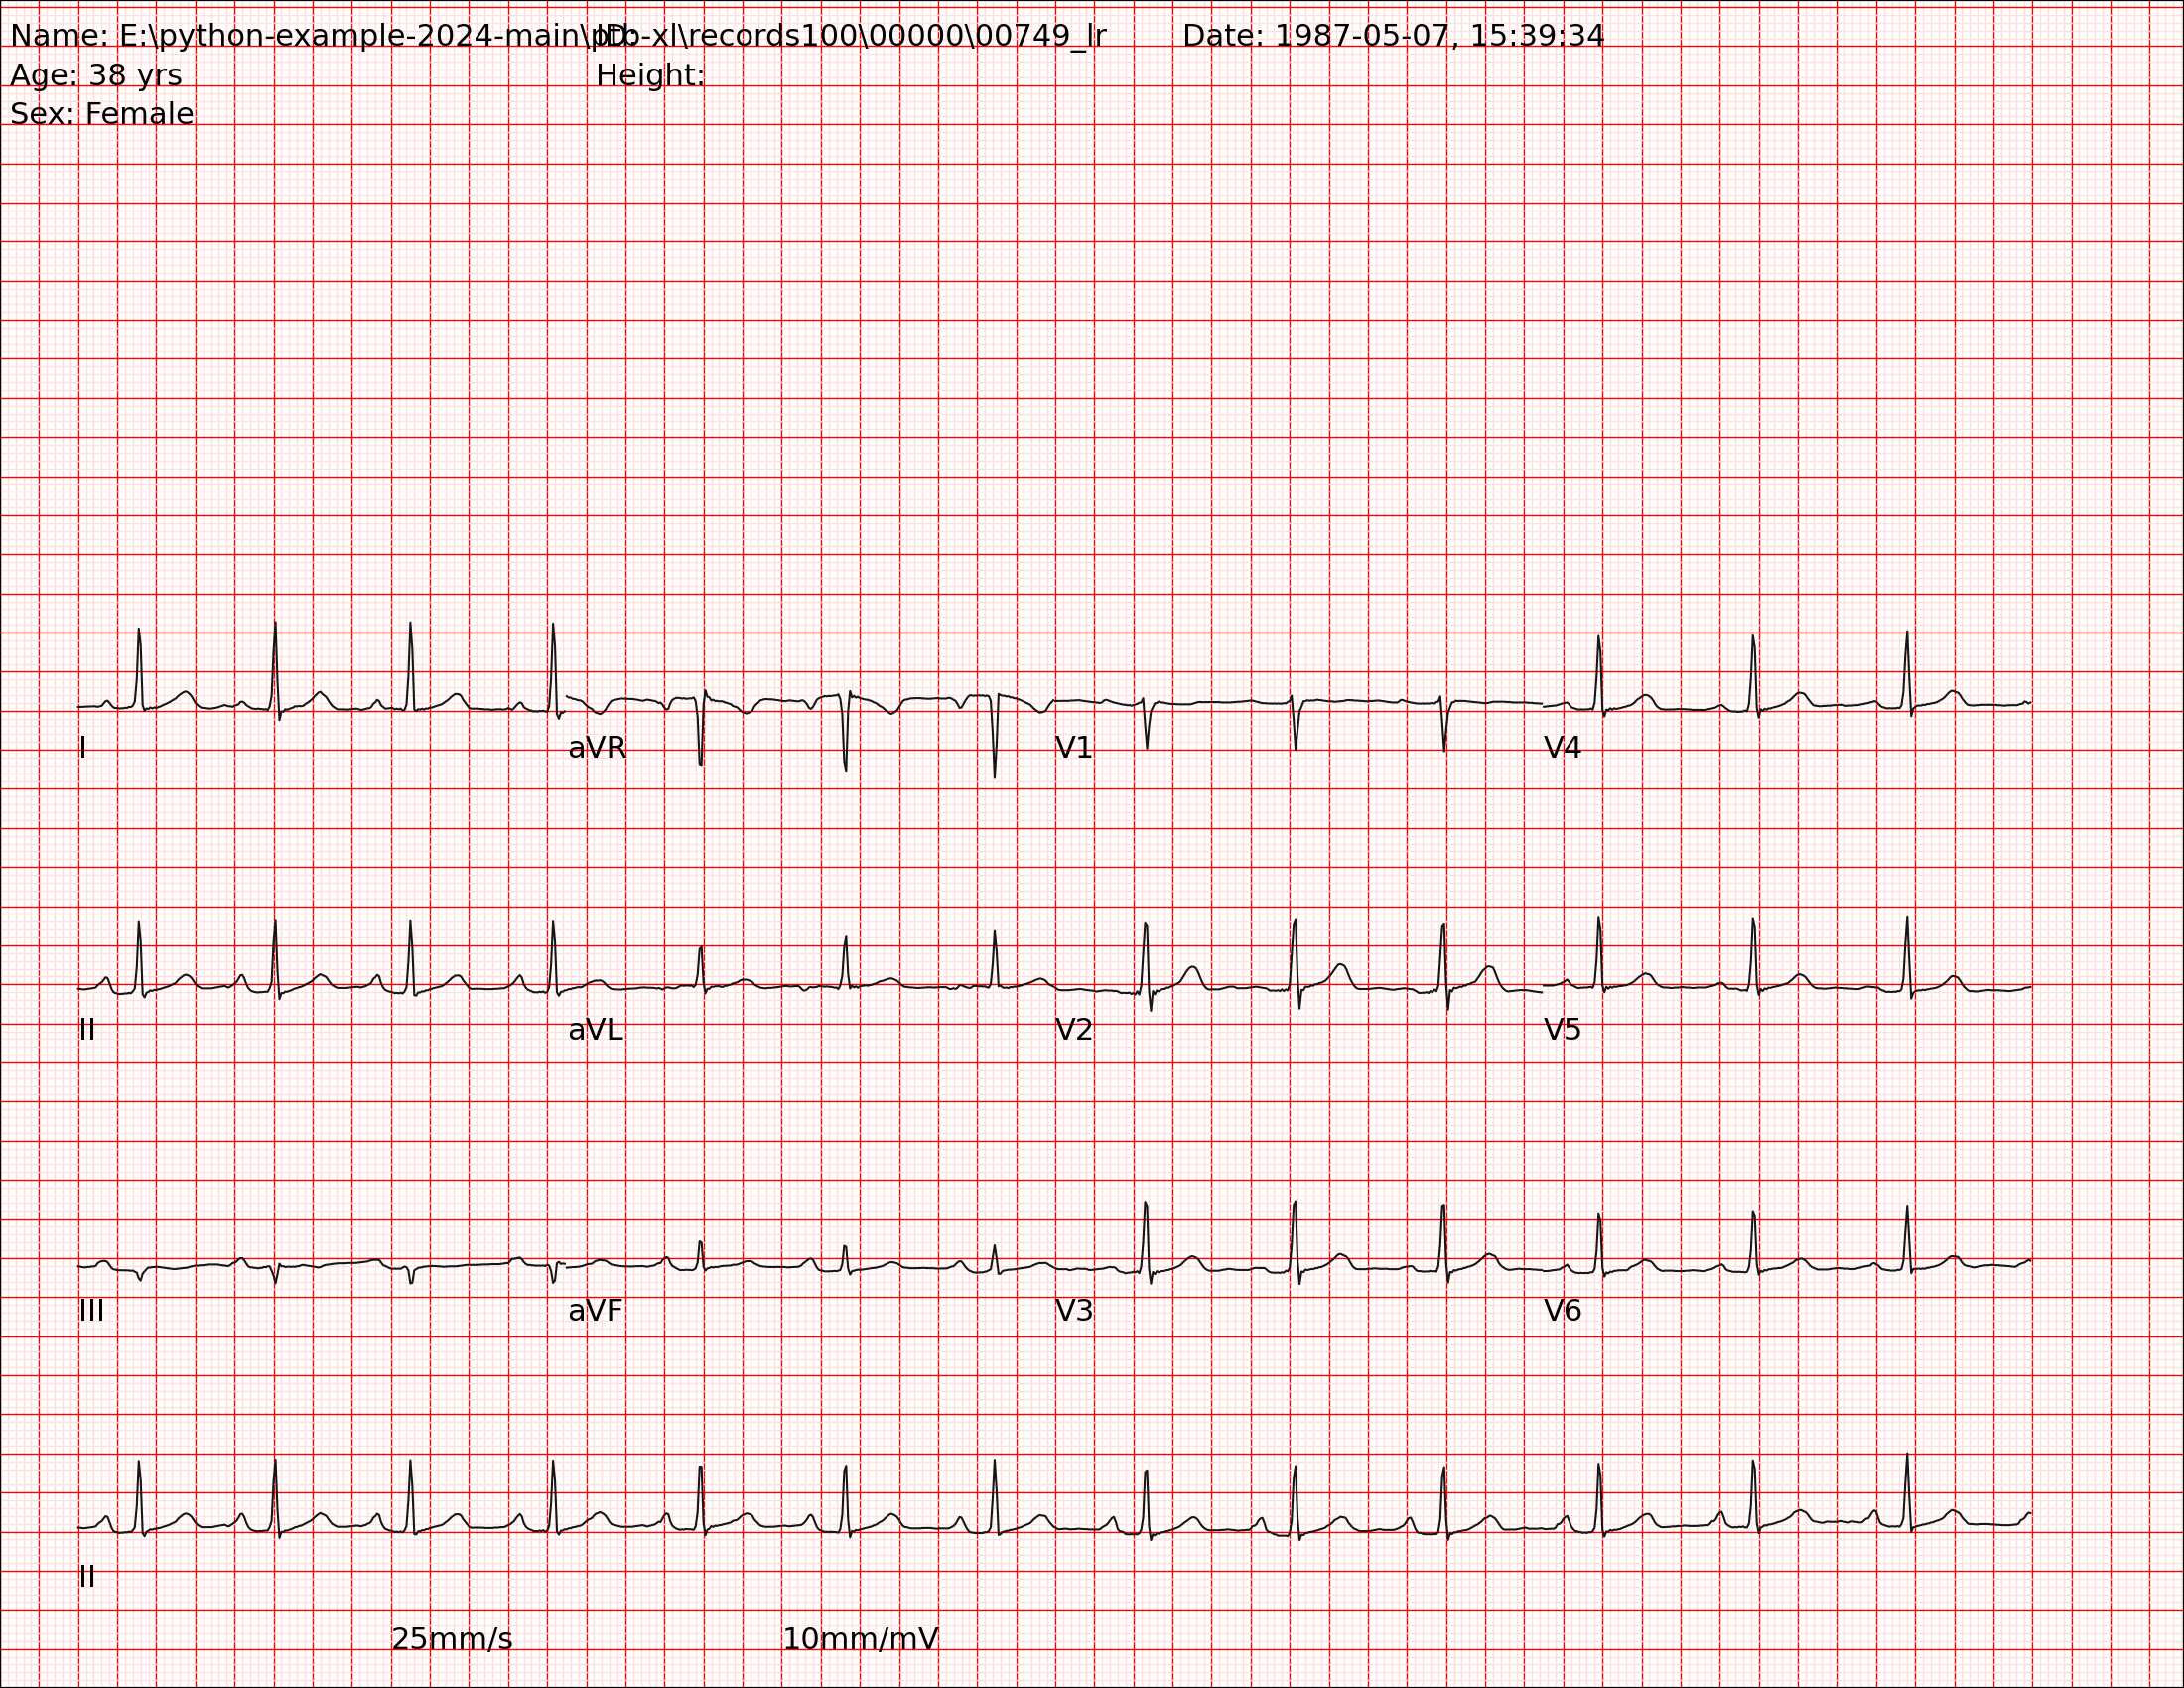 Name: E:\python-example-2024-main\ptb-xl\records100\00000\00749_lr ID: Date: 1987-05-07, 15:39:34
Age: 38 yrs Height:
Sex: Female
I aVR V1 V4
II aVL V2 V5
III aVF V3 V6
II
25mm/s 10mm/mV